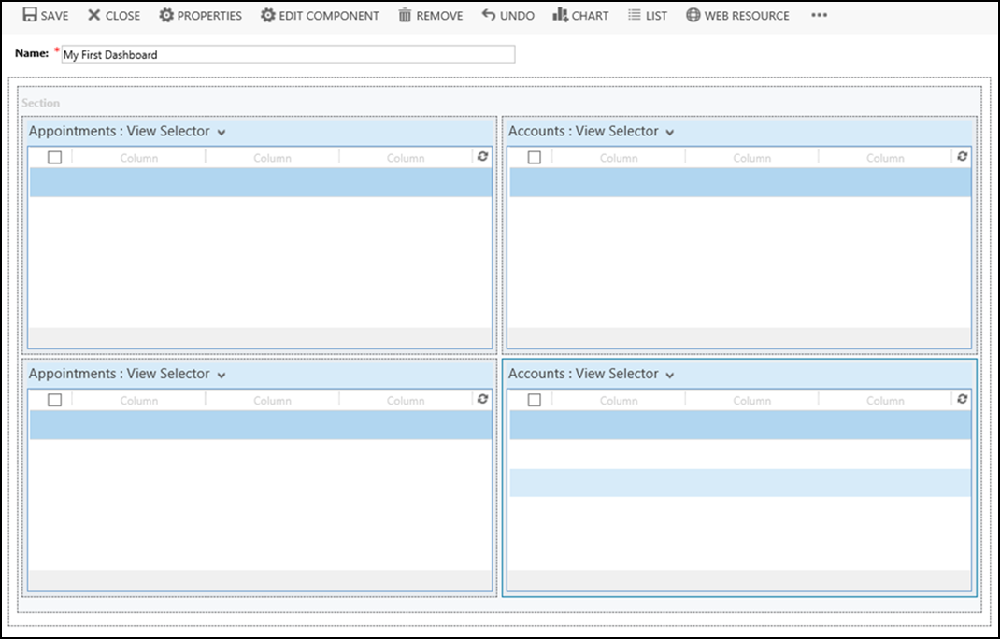 SAVE CLOSE PROPERTIES EDIT COMPONENT REMOVE UNDO CHART LIST WEB RESOURCE •••
Name: * My First Dashboard
Section
Appointments : View Selector Accounts : View Selector
Column Column Column Column Column Column
Appointments : View Selector Accounts : View Selector
Column Column Column Column Column Column